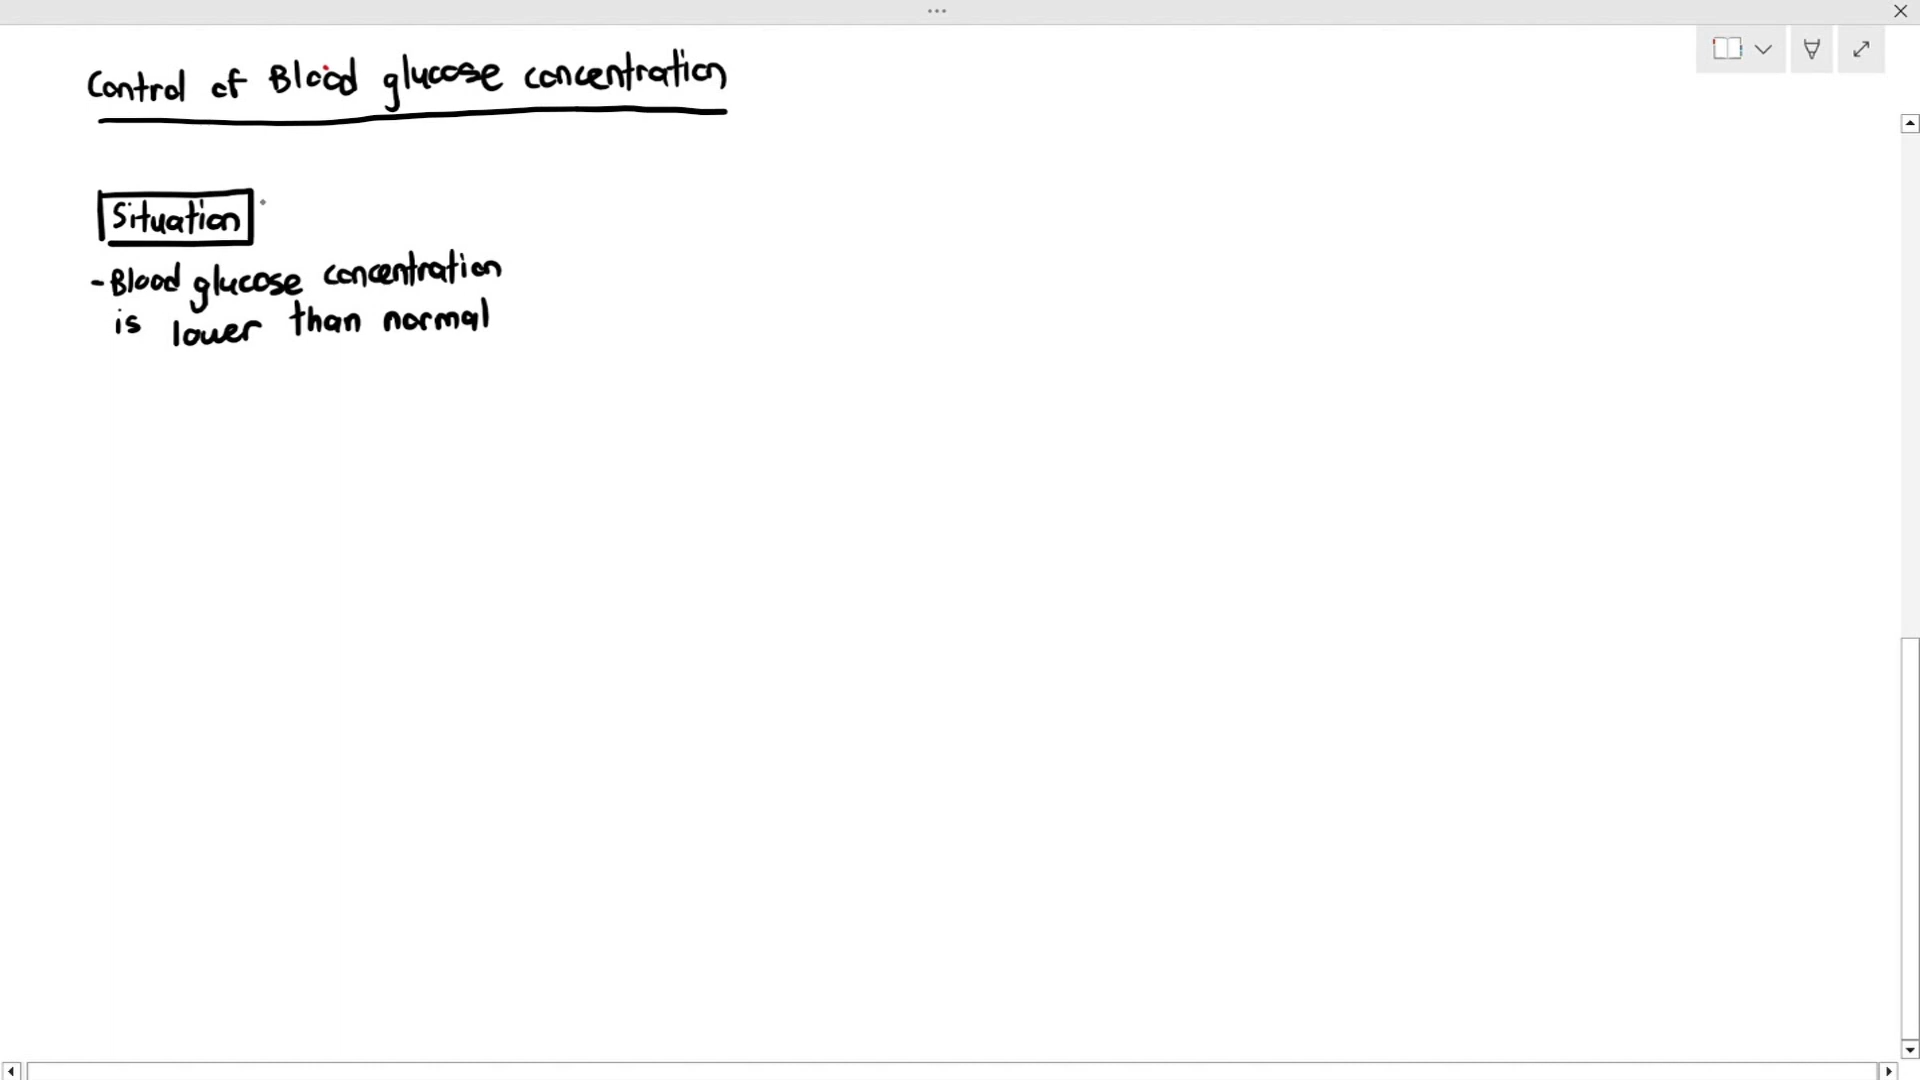 Control of Blood glucose concentration
Situation
- Blood glucose concentration
is lower than normal